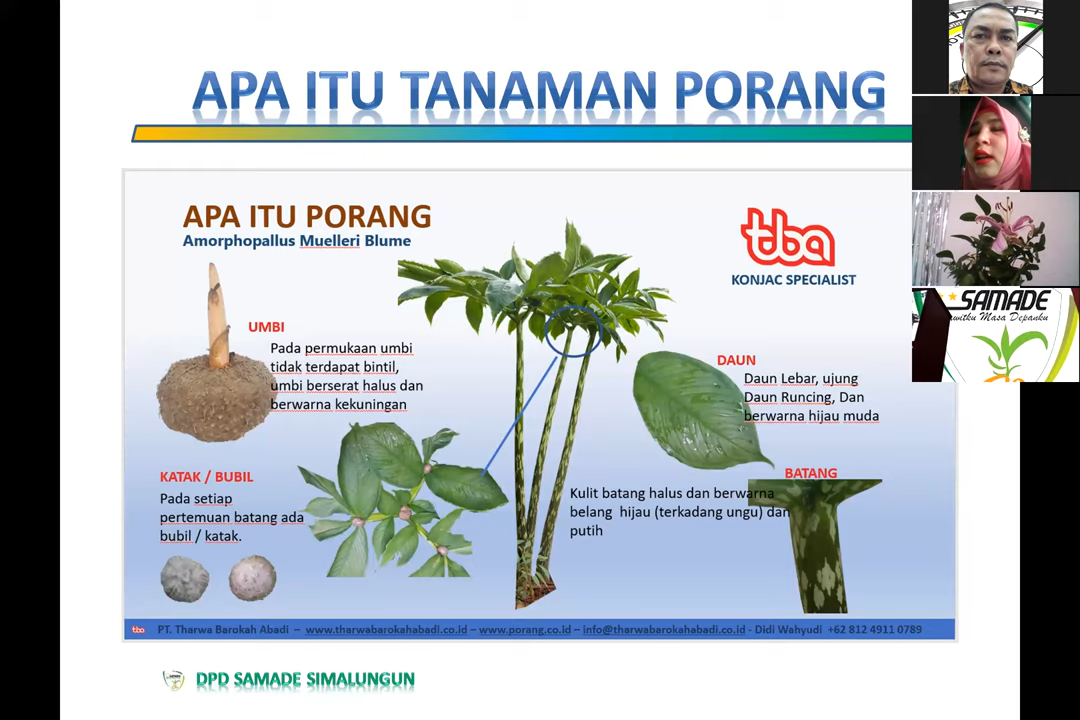 APA ITU TANAMAN PORANG
APA ITU PORANG
Amorphopallus Muelleri Blume
tba
KONJAC SPECIALIST
UMBI
Pada permukaan umbi
tidak terdapat bintil,
umbi berserat halus dan
berwarna kekuningan
DAUN
Daun Lebar, ujung
Daun Runcing, Dan
berwarna hijau muda
KATAK / BUBIL
Pada setiap
pertemuan batang ada
bubil / katak.
BATANG
Kulit batang halus dan berwarna
belang hijau (terkadang ungu) dan
putih
tba PT. Tharwa Barokah Abadi – www.tharwabarokahabadi.co.id – www.porang.co.id – info@tharwabarokahabadi.co.id - Didi Wahyudi +62 812 4911 0789
DPD SAMADE SIMALUNGUN
SAMADE
Masa Depanku